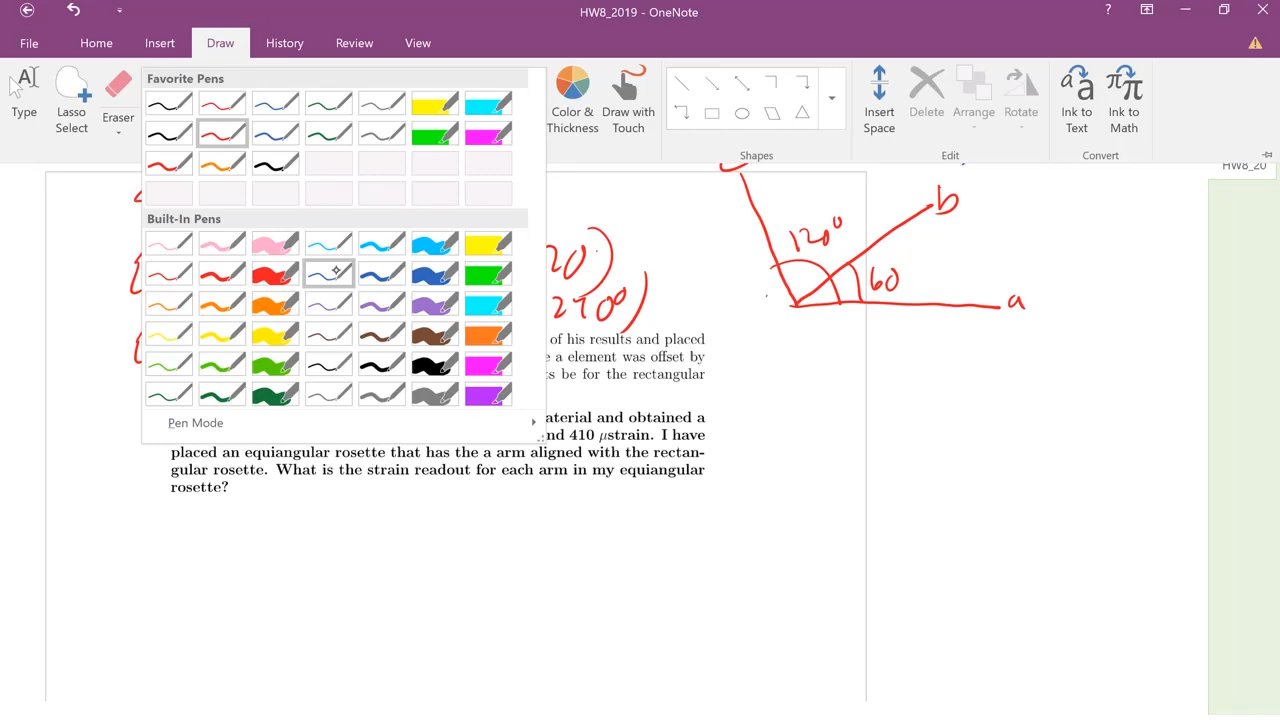 HW8_2019 - OneNote
?
File Home Insert Draw History Review View
Type
Lasso Select
Eraser
Favorite Pens
Built-In Pens
Pen Mode
Color & Thickness
Draw with Touch
Shapes
Insert Space
Delete
Arrange
Rotate
Edit
Ink to Text
Ink to Math
Convert
HW8_20
b
120°
60
a
20)
270°)
of his results and placed
e a element was offset by
ts be for the rectangular
aterial and obtained a
nd 410 μstrain. I have
placed an equiangular rosette that has the a arm aligned with the rectan-
gular rosette. What is the strain readout for each arm in my equiangular
rosette?